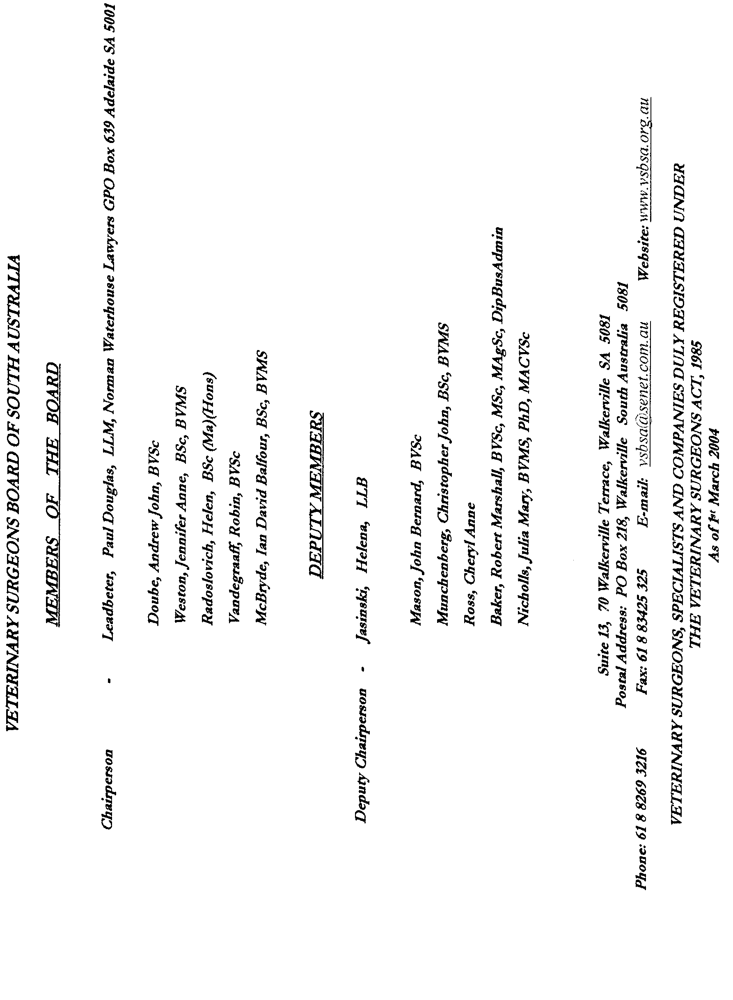 VETERINARY SURGEONS BOARD OF SOUTH AUSTRALIA
MEMBERS OF THE BOARD
Chairperson - Leadbeter, Paul Douglas, LLM, Norman Waterhouse Lawyers GPO Box 639 Adelaide SA 5001
Doube, Andrew John, BVSc
Weston, Jennifer Anne, BSc, BVMS
Radoslovich, Helen, BSc (Ma)(Hons)
Vandegraaff, Robin, BVSc
McBryde, Ian David Balfour, BSc, BVMS
DEPUTY MEMBERS
Deputy Chairperson - Jasinski, Helena, LLB
Mason, John Bernard, BVSc
Munchenberg, Christopher John, BSc, BVMS
Ross, Cheryl Anne
Baker, Robert Marshall, BVSc, MSc, MAgSc, DipBusAdmin
Nicholls, Julia Mary, BVMS, PhD, MACVSc
Suite 13, 70 Walkerville Terrace, Walkerville SA 5081
Postal Address: PO Box 218, Walkerville South Australia 5081
Phone: 61 8 8269 3216 Fax: 61 8 83425 325 E-mail: vsbsa@senet.com.au Website: www.vsbsa.org.au
VETERINARY SURGEONS, SPECIALISTS AND COMPANIES DULY REGISTERED UNDER
THE VETERINARY SURGEONS ACT, 1985
As of 1st March 2004